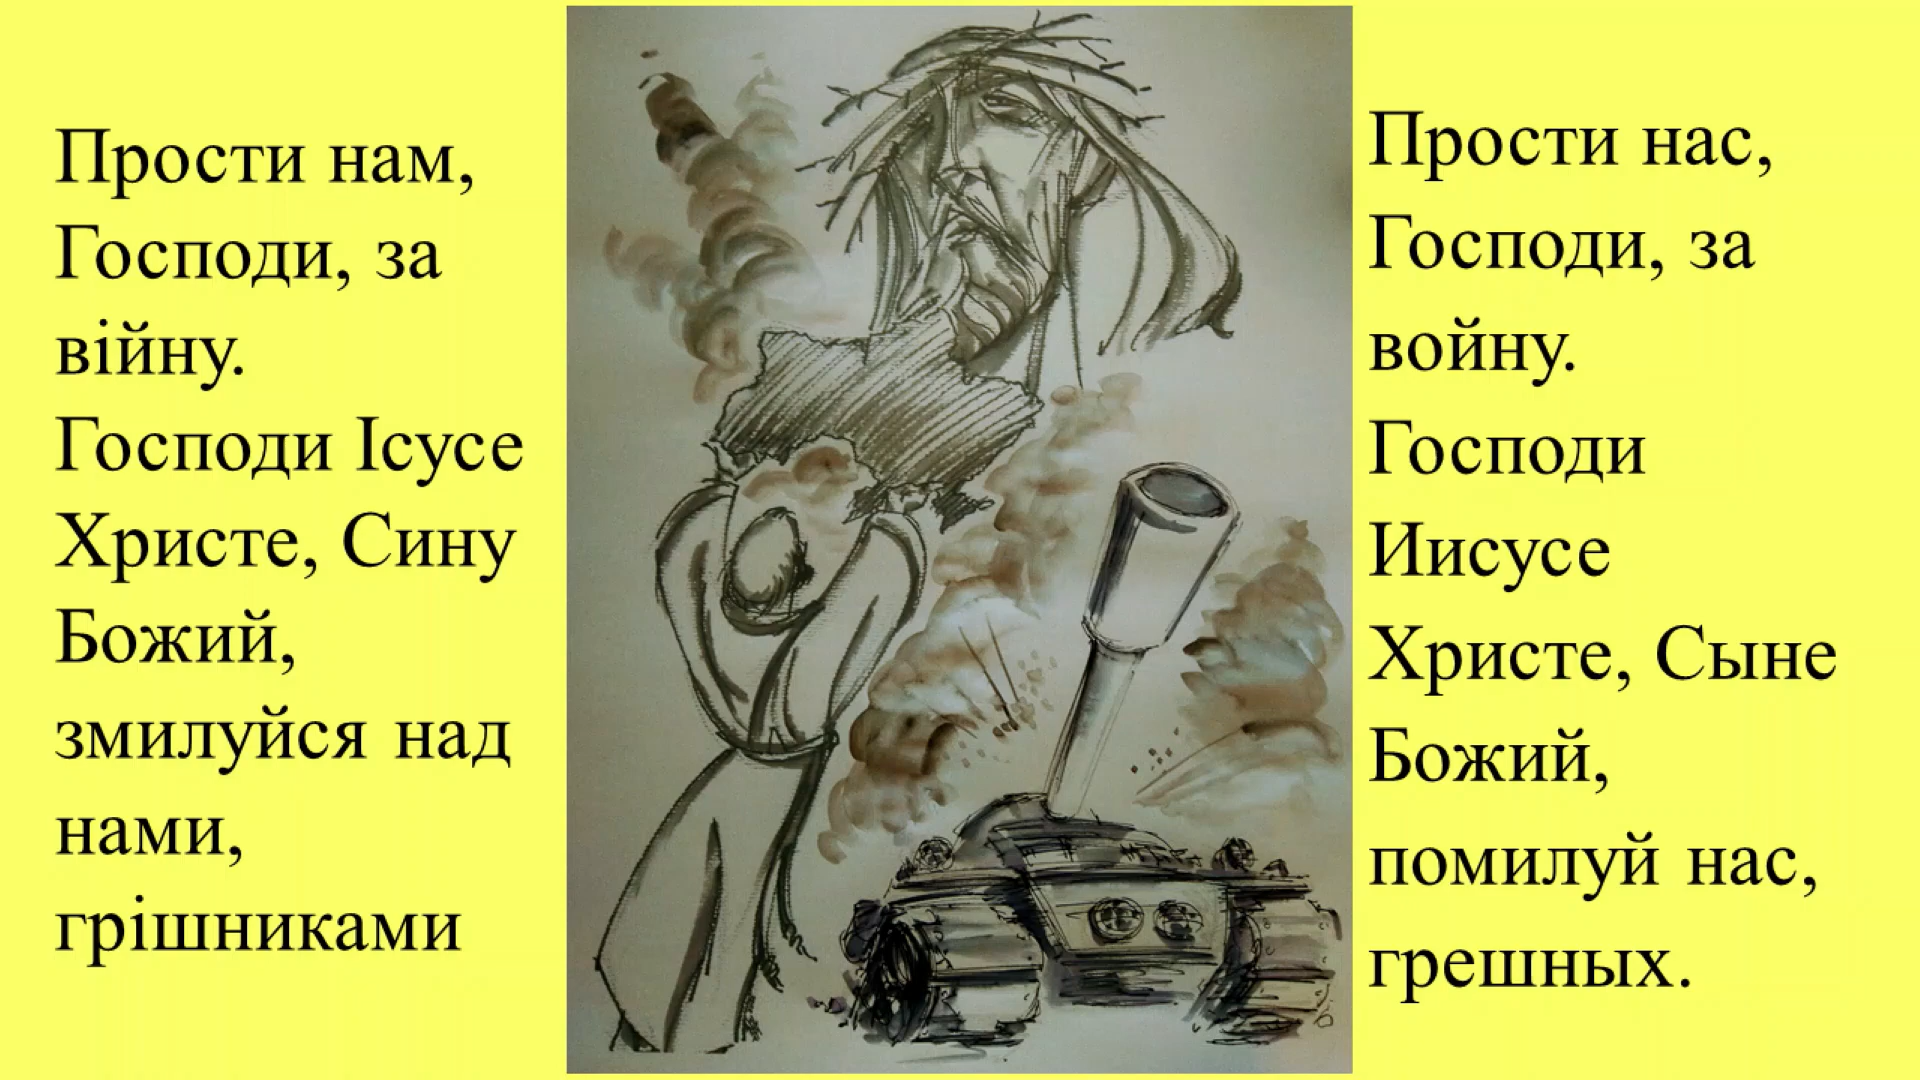 Прости нам,
Господи, за
війну.
Господи Ісусе
Христе, Сину
Божий,
змилуйся над
нами,
грішниками
Прости нас,
Господи, за
войну.
Господи
Иисусе
Христе, Сыне
Божий,
помилуй нас,
грешных.